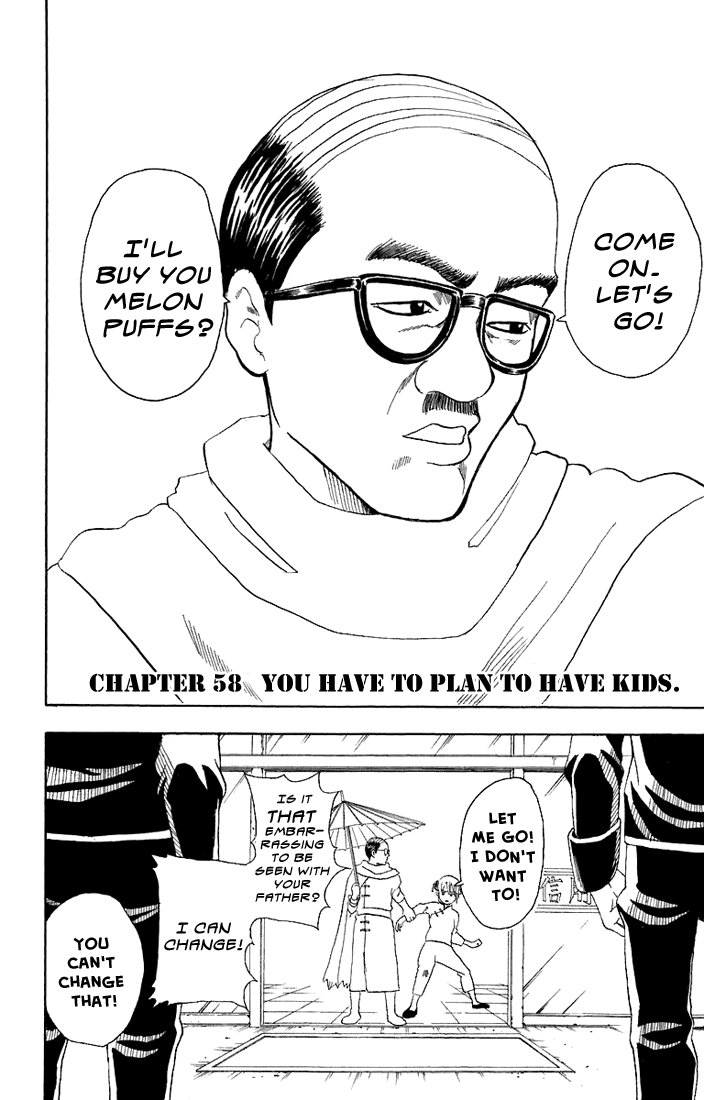 COME
ON-
LET'S
GO!
I'LL
BUY YOU
MELON
PUFFS?
CHAPTER 58 YOU HAVE TO PLAN TO HAVE KIDS.
LET
ME GO!
I DON'T
WANT
TO!
IS IT
THAT
EMBAR-
RASSING
TO BE
SEEN WITH
YOUR
FATHER?
I CAN
CHANGE!
YOU
CAN'T
CHANGE
THAT!
信